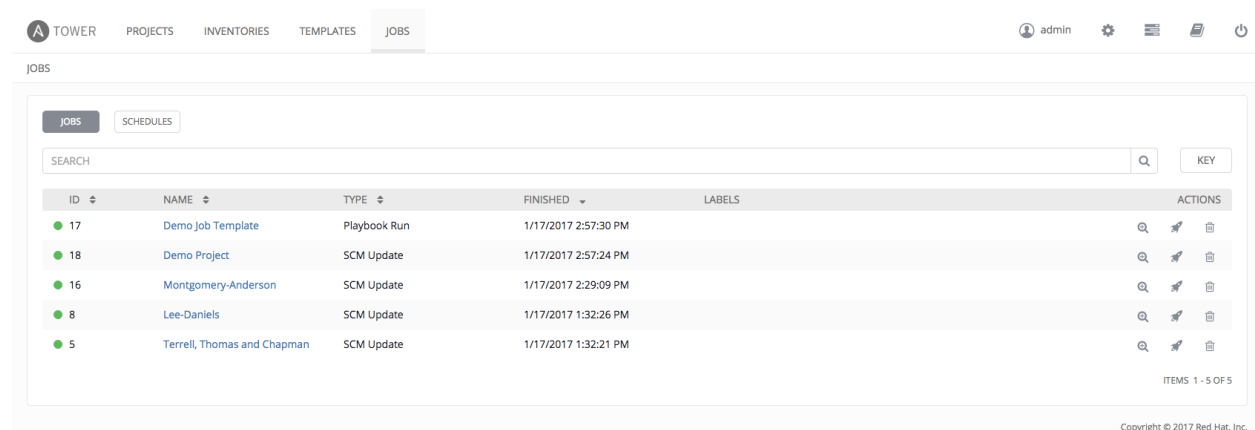 A TOWER PROJECTS INVENTORIES TEMPLATES JOBS admin
JOBS
JOBS SCHEDULES
SEARCH KEY
ID NAME TYPE FINISHED LABELS ACTIONS
17 Demo Job Template Playbook Run 1/17/2017 2:57:30 PM
18 Demo Project SCM Update 1/17/2017 2:57:24 PM
16 Montgomery-Anderson SCM Update 1/17/2017 2:29:09 PM
8 Lee-Daniels SCM Update 1/17/2017 1:32:26 PM
5 Terrell, Thomas and Chapman SCM Update 1/17/2017 1:32:21 PM
ITEMS 1 - 5 OF 5
Copyright © 2017 Red Hat, Inc.